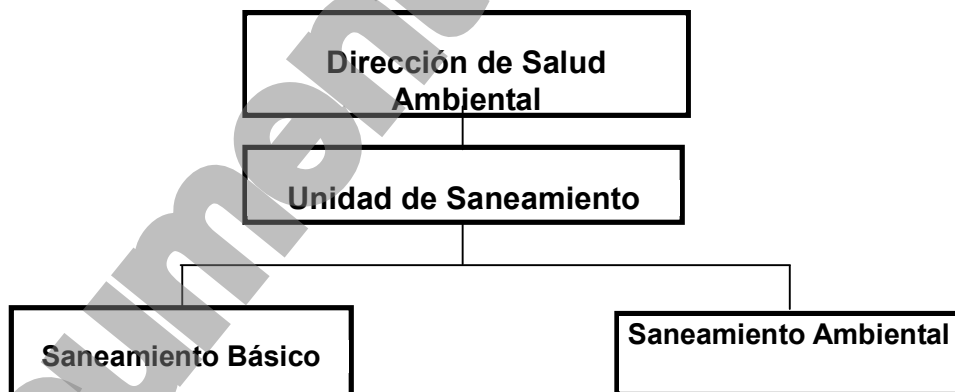 Dirección de Salud
Ambiental
Unidad de Saneamiento
Saneamiento Básico
Saneamiento Ambiental